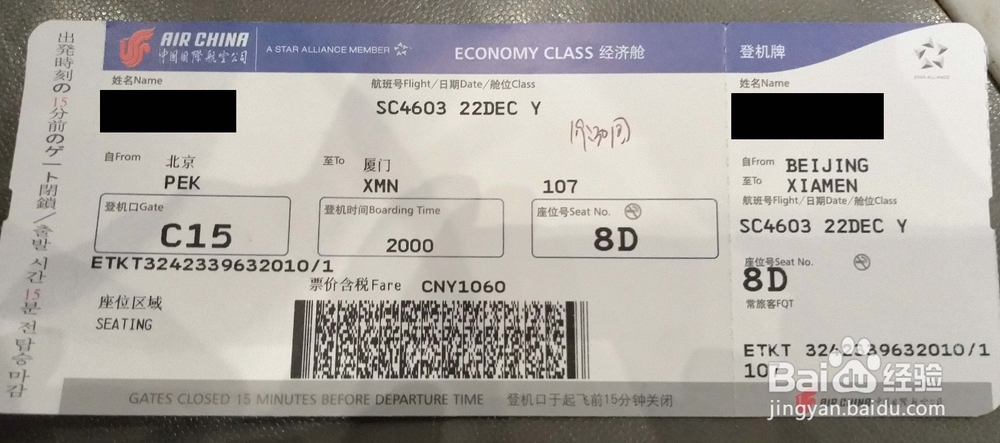 AIR CHINA
中国国际航空公司
A STAR ALLIANCE MEMBER
ECONOMY CLASS 经济舱
登机牌
STAR ALLIANCE
姓名Name
航班号Flight/日期Date/舱位Class
SC4603 22DEC Y
自From 北京
PEK
至To 厦门
XMN
107
登机口Gate
C15
登机时间Boarding Time
2000
座位号Seat No.
8D
ETKT3242339632010/1
票价含税Fare CNY1060
座位区域
SEATING
GATES CLOSED 15 MINUTES BEFORE DEPARTURE TIME 登机口于起飞前15分钟关闭
出発時刻の15分前のゲート閉鎖/출발 시간 15분 전 탑승 마감
姓名Name
自From BEIJING
至To XIAMEN
航班号Flight/日期Date/舱位Class
SC4603 22DEC Y
座位号Seat No.
8D
常旅客FQT
ETKT 3242339632010/1
107
AIR CHINA
Baidu经验
jingyan.baidu.com